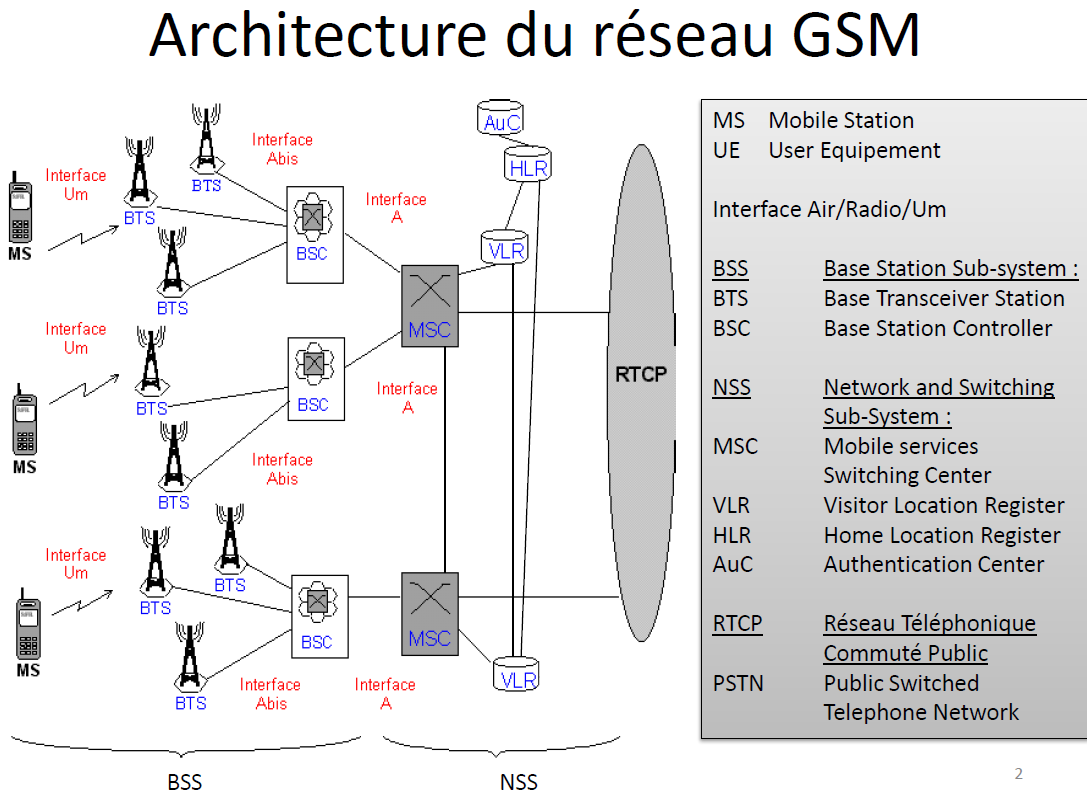 Architecture du réseau GSM
AuC
HLR
VLR
Interface
Um
BTS
BTS
Interface
Abis
BSC
Interface
A
MS
BTS
MSC
Interface
Um
BTS
BSC
Interface
A
MS
BTS
Interface
Abis
RTCP
Interface
Um
BTS
BTS
BSC
MSC
MS
BTS
Interface
Abis
Interface
A
VLR
BSS
NSS
MS Mobile Station
UE User Equipement
Interface Air/Radio/Um
BSS Base Station Sub-system :
BTS Base Transceiver Station
BSC Base Station Controller
NSS Network and Switching
Sub-System :
MSC Mobile services
Switching Center
VLR Visitor Location Register
HLR Home Location Register
AuC Authentication Center
RTCP Réseau Téléphonique
Commuté Public
PSTN Public Switched
Telephone Network
2